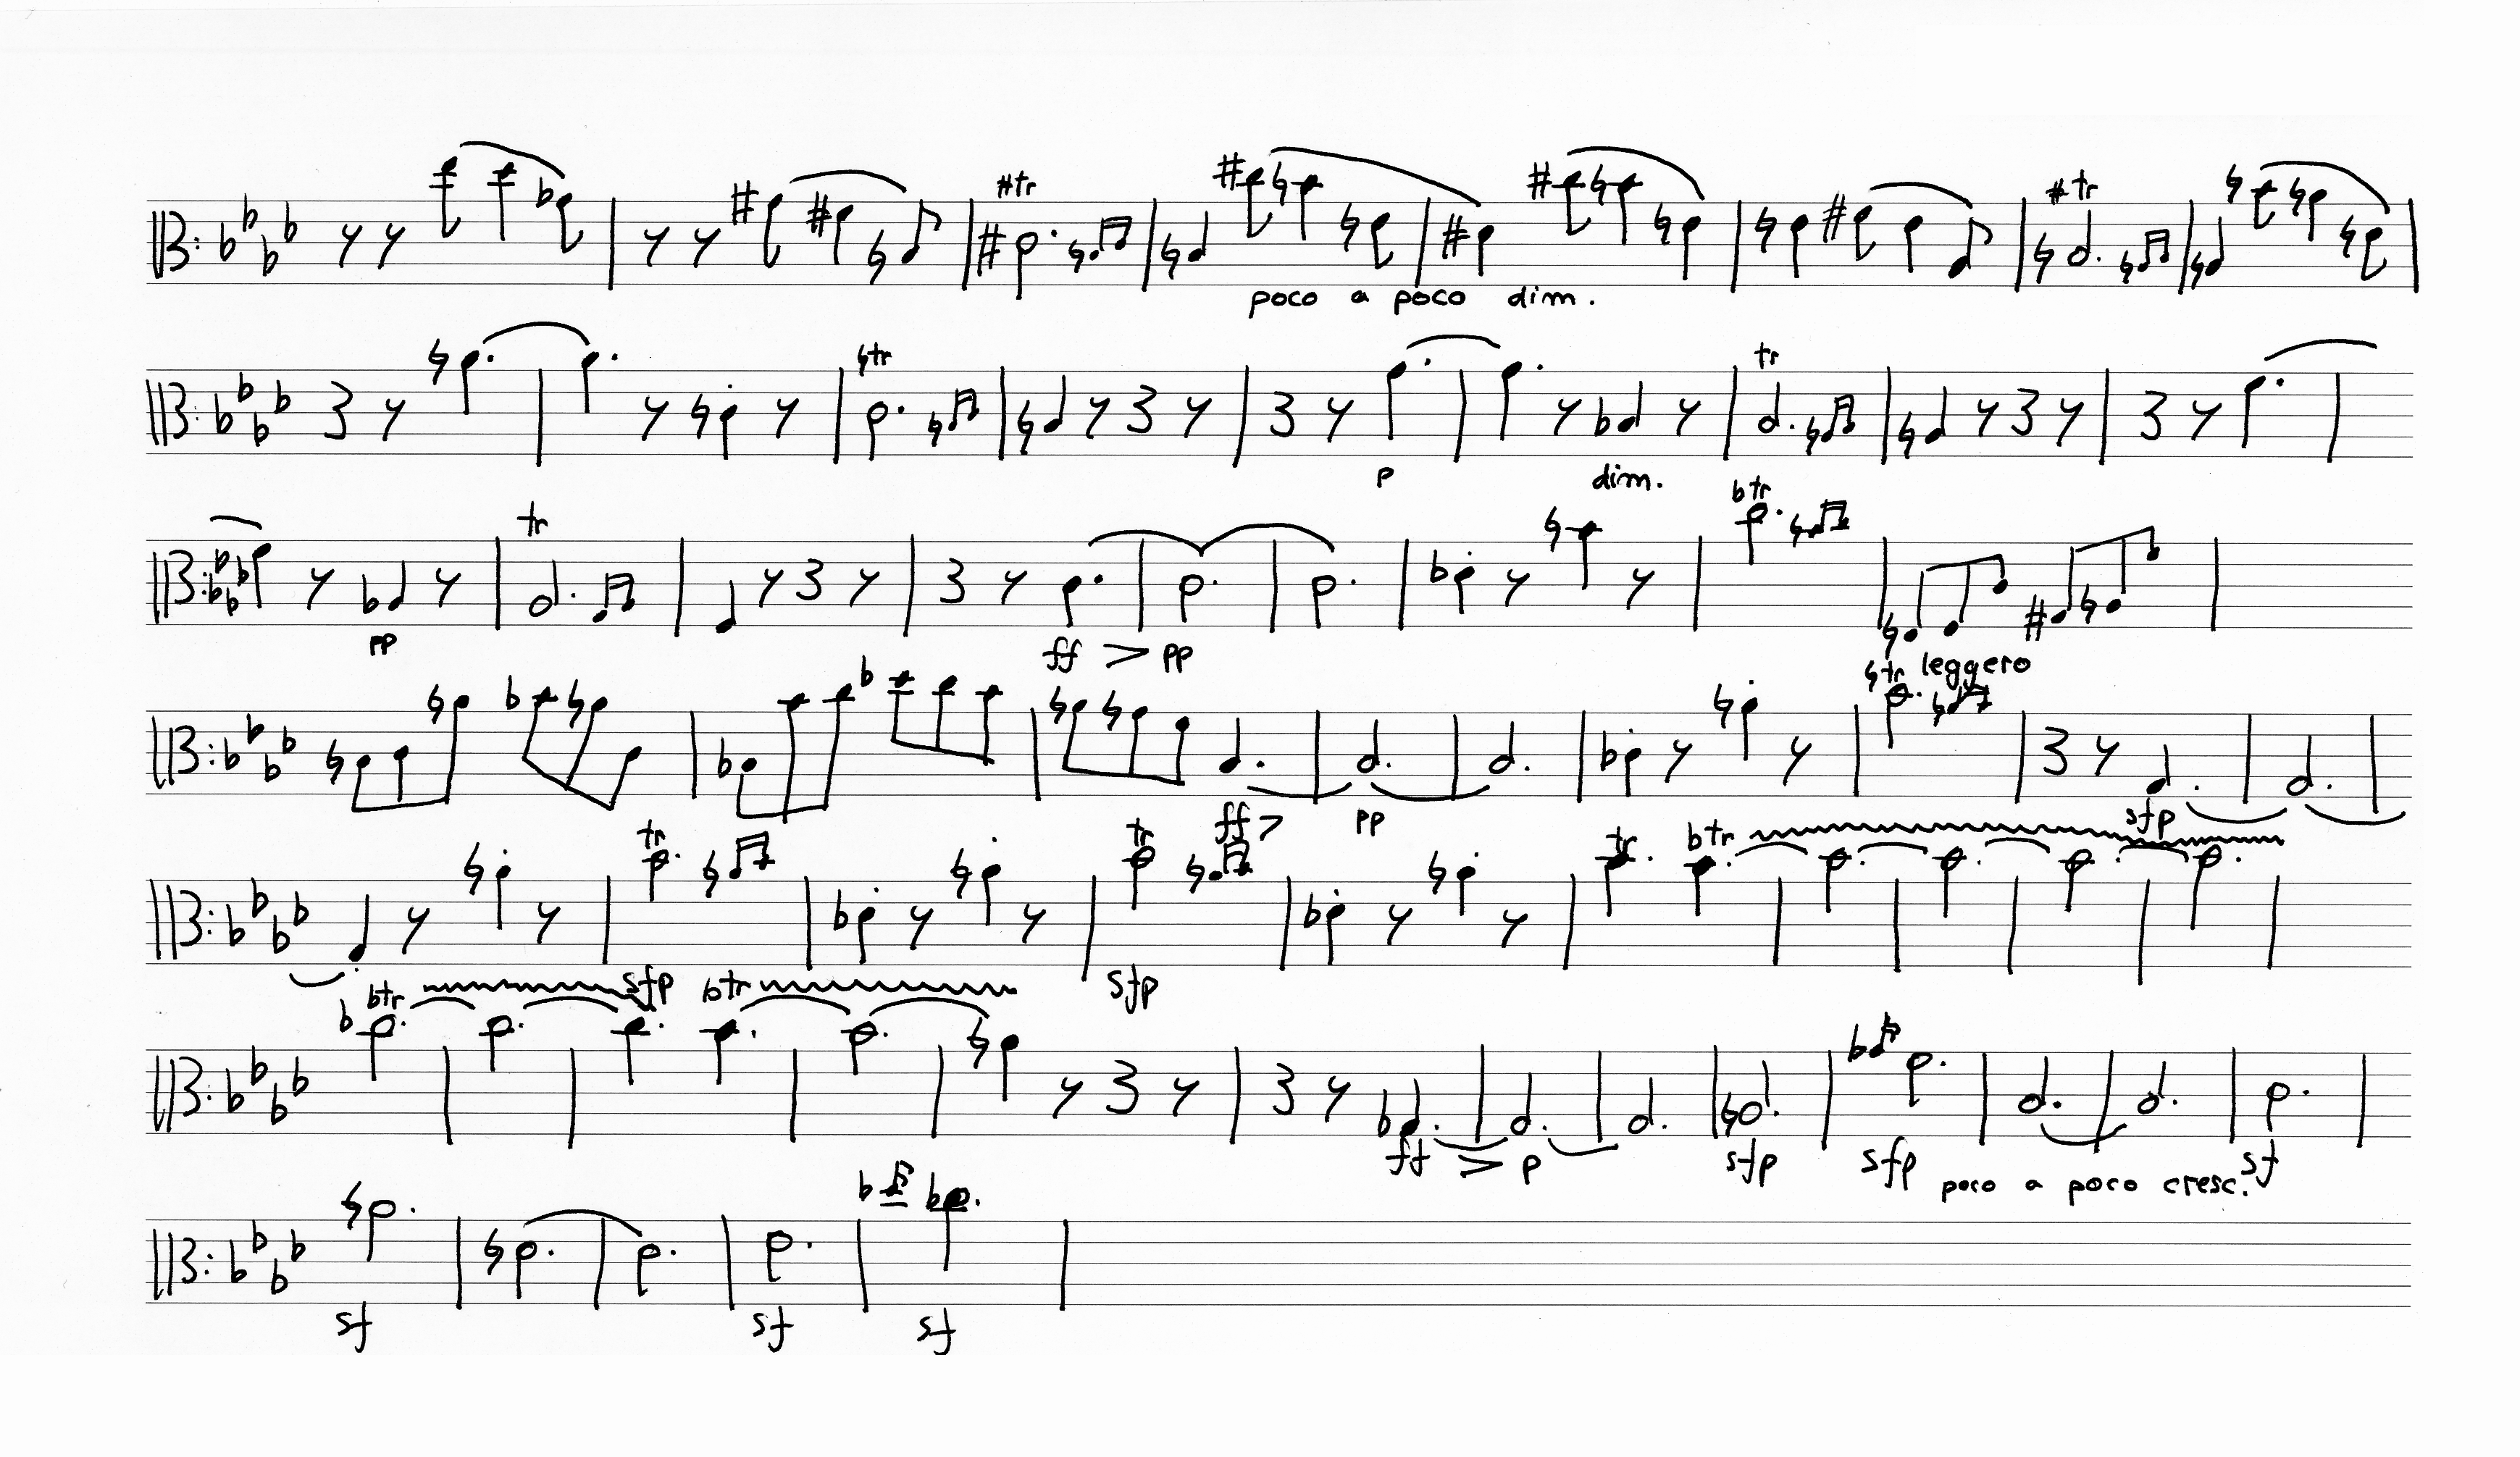 tr
poco a poco dim.
tr
tr
tr
p
dim.
tr
pp
ff > pp
tr
leggero
tr
ff >
pp
sfp
tr
sfp
tr
sfp
tr
tr
tr
tr
ff > p
sfp
sfp
poco a poco cresc.
sf
sf
sf
sf